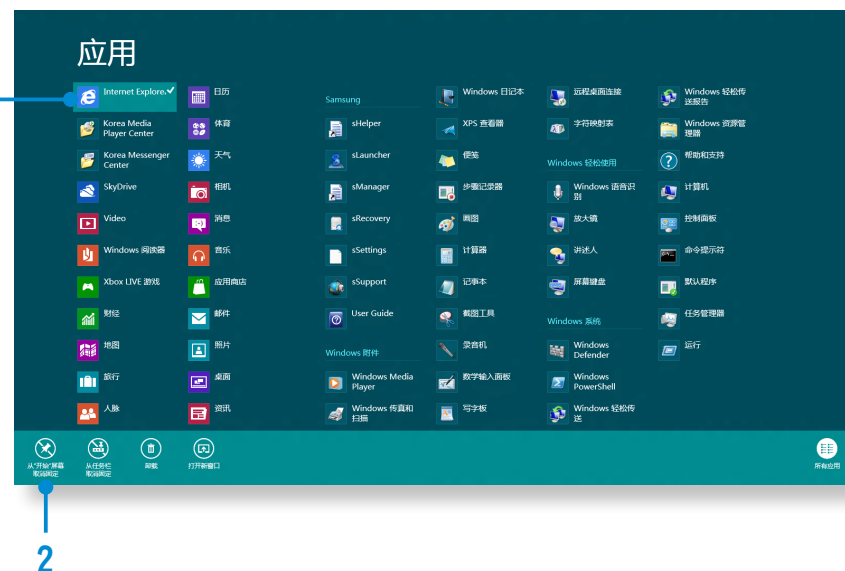 应用
Internet Explore.
Korea Media
Player Center
Korea Messenger
Center
SkyDrive
Video
Windows 阅读器
Xbox LIVE 游戏
财经
地图
旅行
人脉
日历
体育
天气
相机
消息
音乐
应用商店
邮件
照片
桌面
资讯
Samsung
sHelper
sLauncher
sManager
sRecovery
sSettings
sSupport
User Guide
Windows 附件
Windows Media
Player
Windows 传真和
扫描
Windows 日记本
XPS 查看器
便笺
步骤记录器
画图
计算器
记事本
截图工具
录音机
数学输入面板
写字板
远程桌面连接
字符映射表
Windows 轻松使用
Windows 语音识
别
放大镜
讲述人
屏幕键盘
Windows 系统
Windows
Defender
Windows
PowerShell
Windows 轻松传
送
Windows 轻松传
送报告
Windows 资源管
理器
帮助和支持
计算机
控制面板
命令提示符
默认程序
任务管理器
运行
从“开始”屏幕
取消固定
从任务栏
取消固定
卸载
打开新窗口
所有应用
2